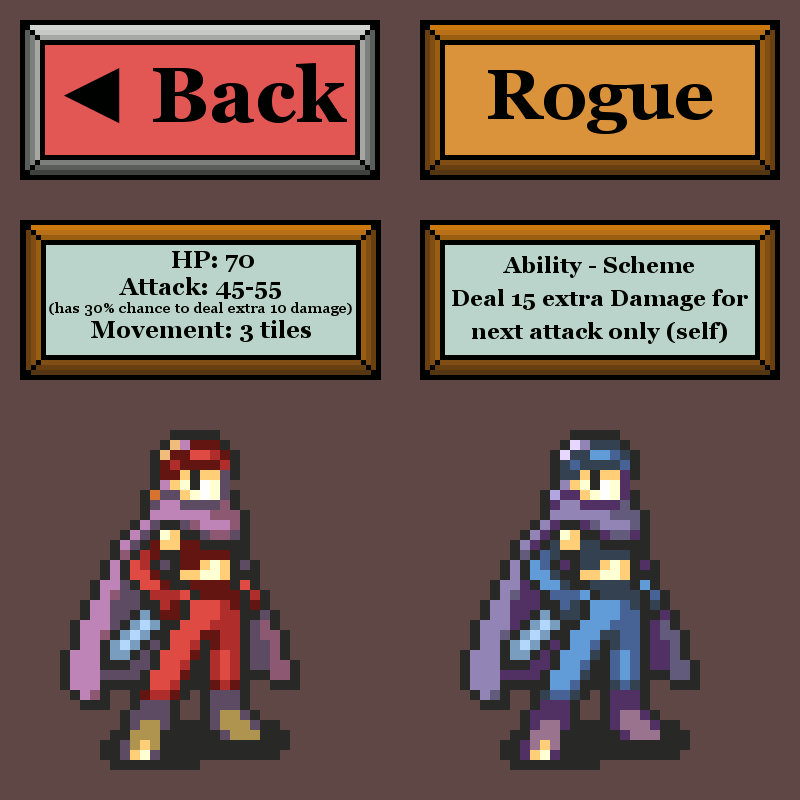 ◀ Back
Rogue
HP: 70
Attack: 45-55
(has 30% chance to deal extra 10 damage)
Movement: 3 tiles
Ability - Scheme
Deal 15 extra Damage for
next attack only (self)